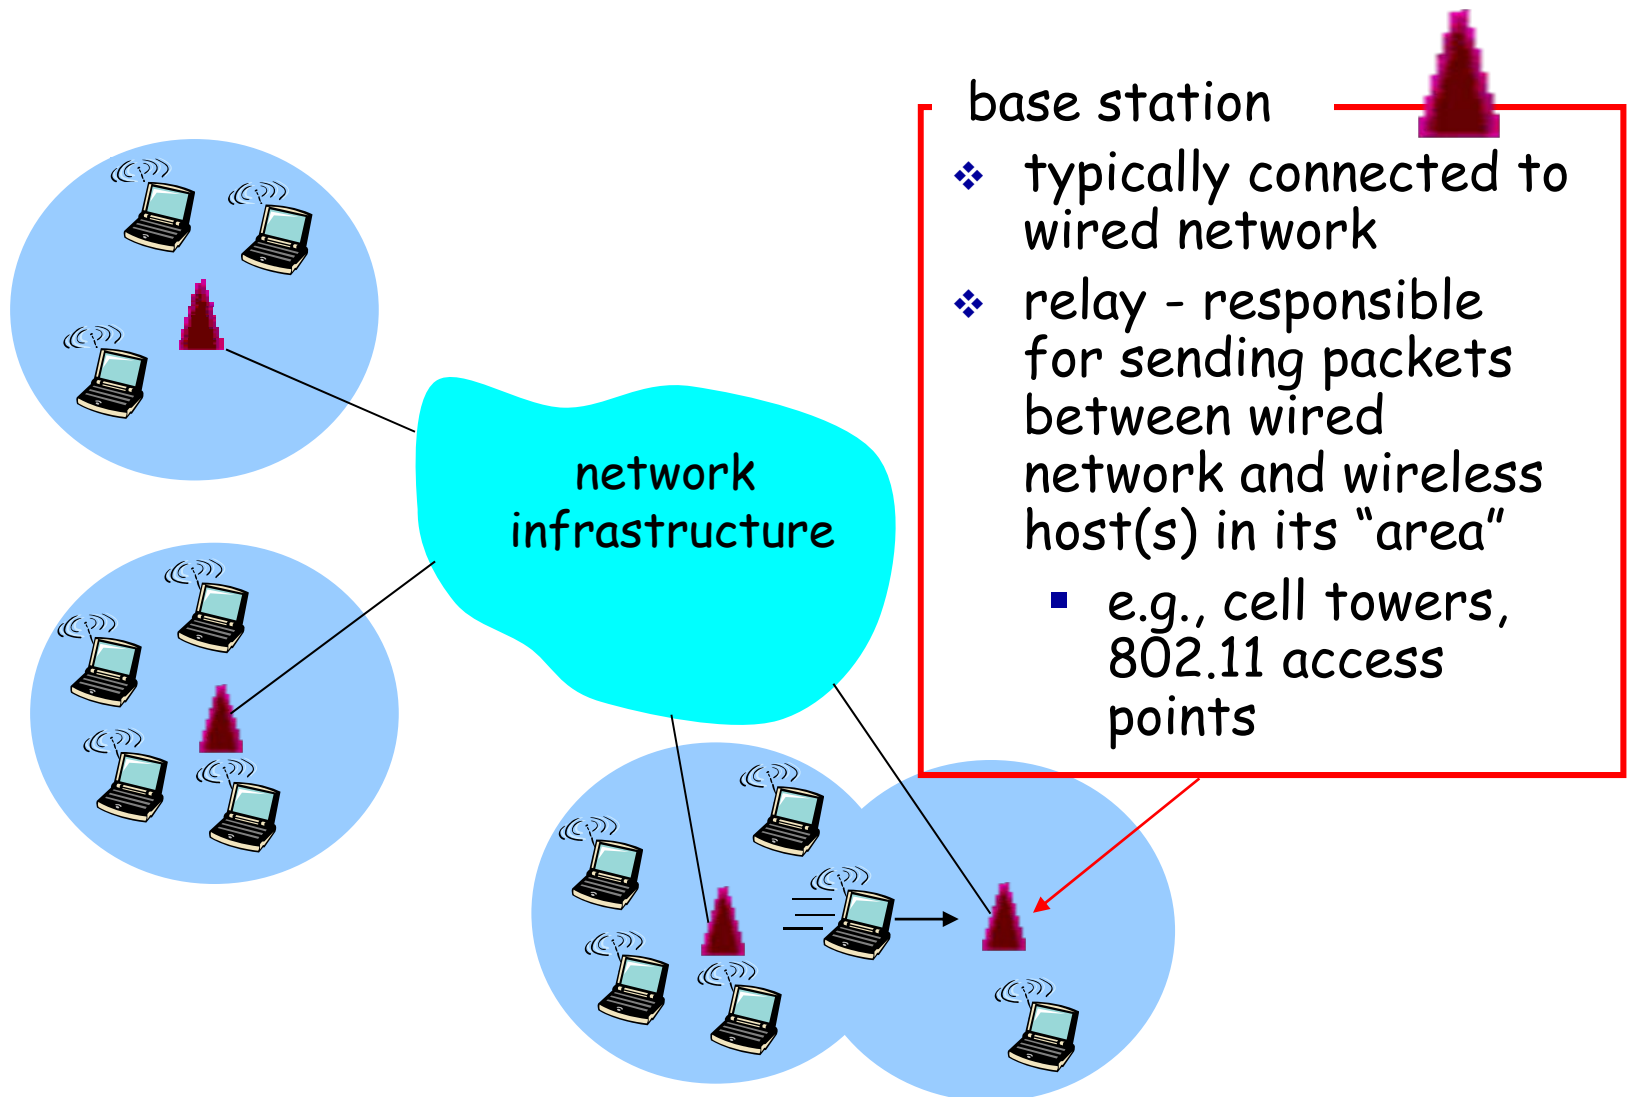 base station
typically connected to
wired network
relay - responsible
for sending packets
between wired
network and wireless
host(s) in its “area”
e.g., cell towers,
802.11 access
points
network
infrastructure